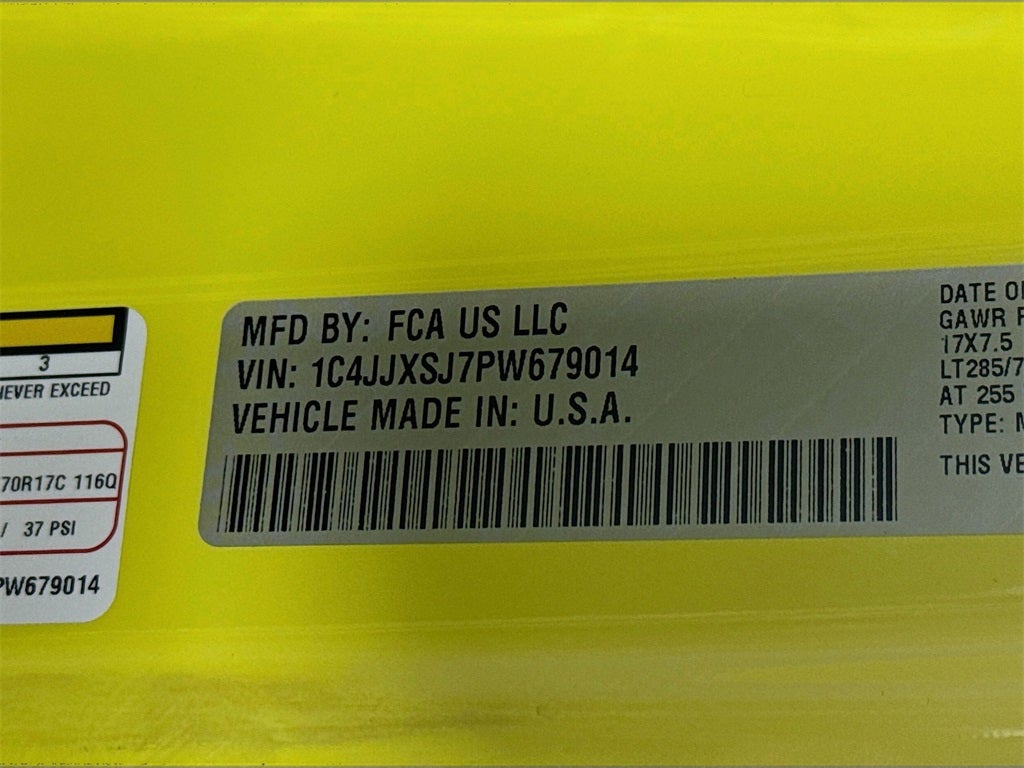 3
NEVER EXCEED
70R17C 116Q
/ 37 PSI
PW679014
MFD BY: FCA US LLC
VIN: 1C4JJXSJ7PW679014
VEHICLE MADE IN: U.S.A.
DATE O
GAWR
17X7.5
LT285/7
AT 255
TYPE: M
THIS VE